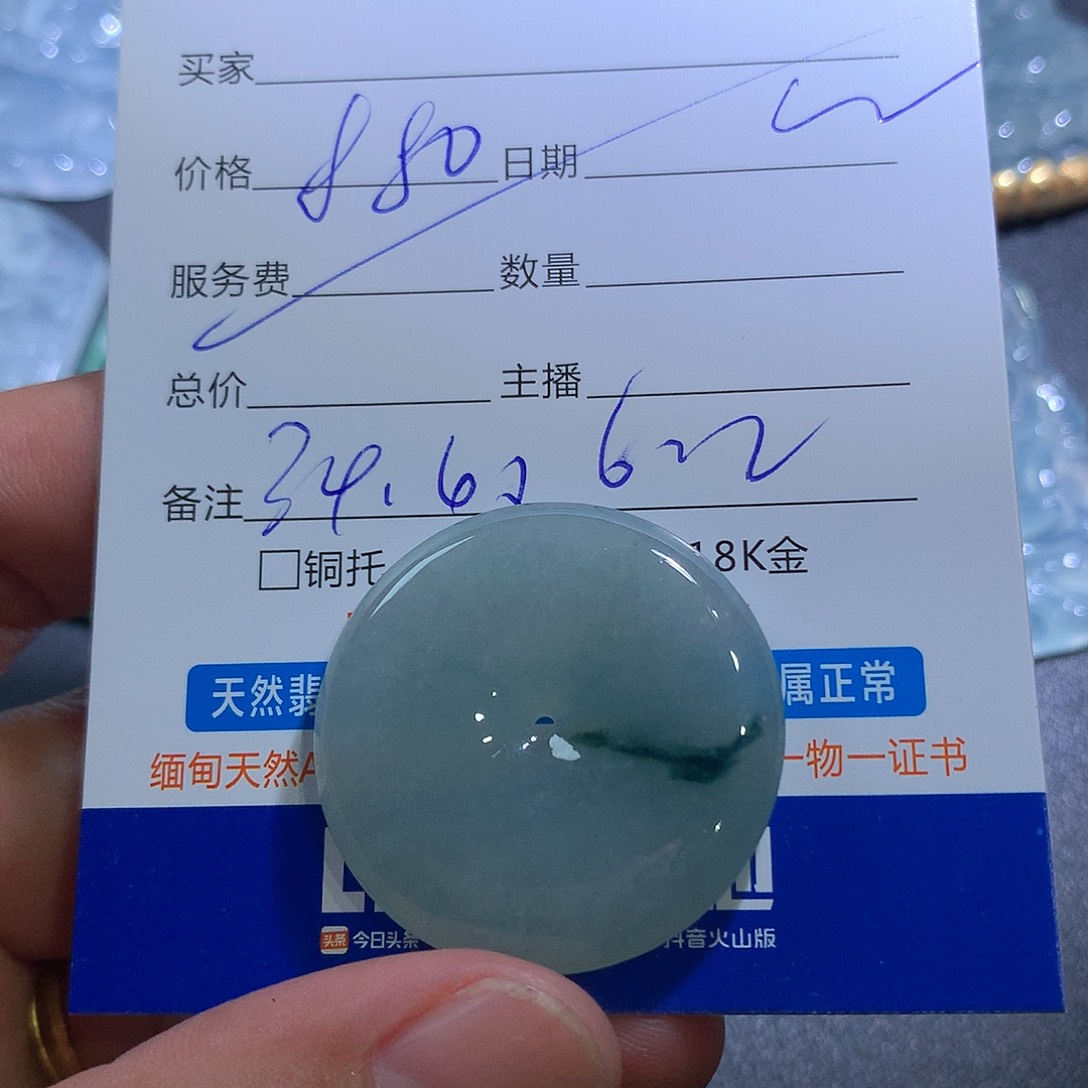 买家
价格 880 日期
服务费 数量
总价 主播
备注 34.6
□铜托 18K金
天然翡 属正常
缅甸天然A 一物一证书
头条 今日头条 抖音火山版